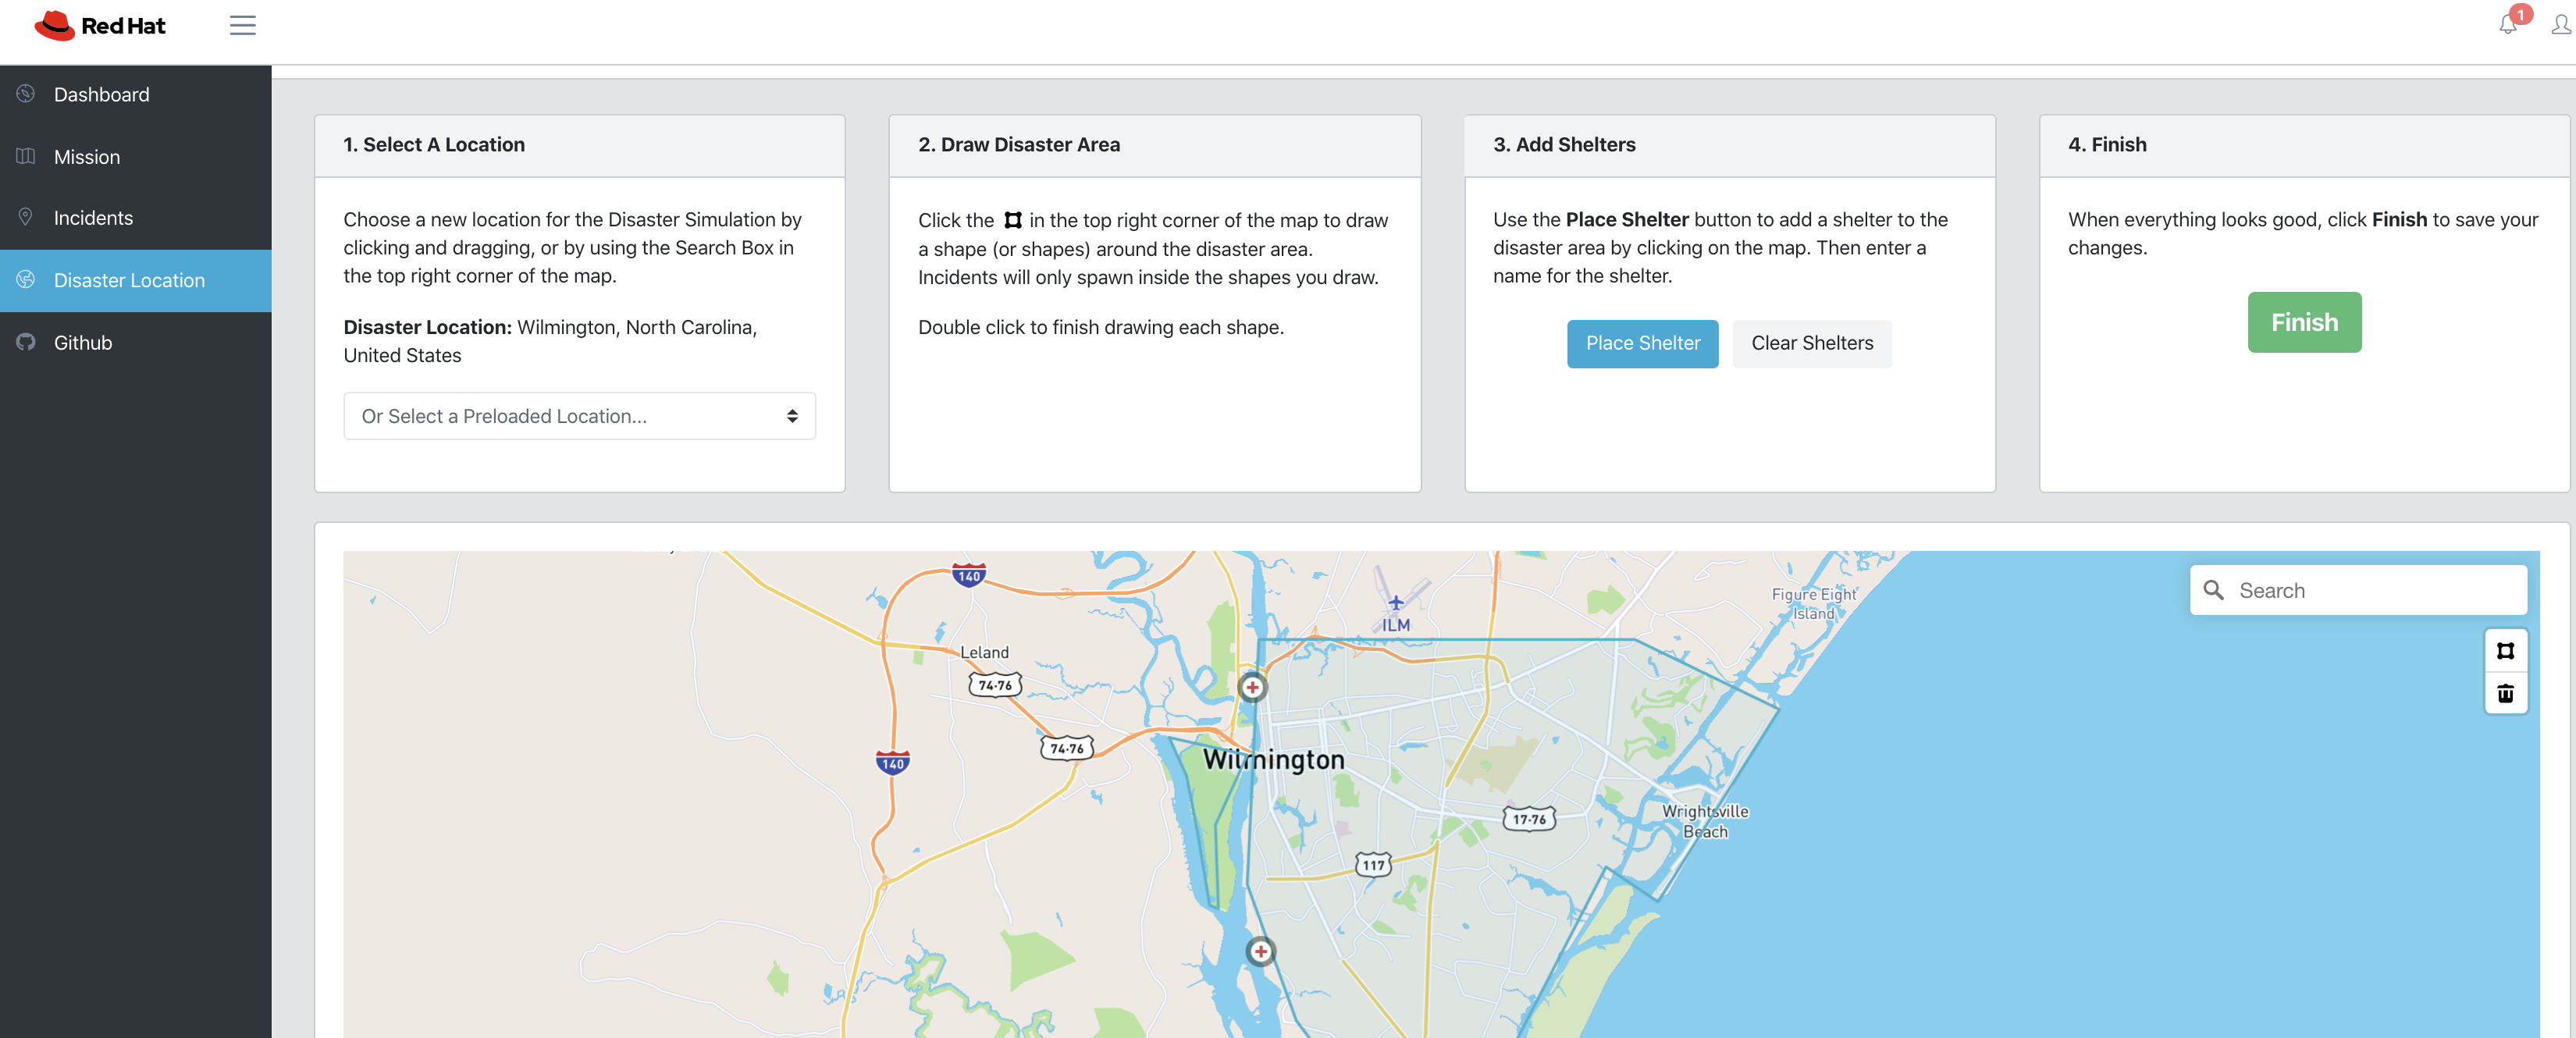 Red Hat
1
Dashboard
Mission
Incidents
Disaster Location
Github
1. Select A Location
Choose a new location for the Disaster Simulation by
clicking and dragging, or by using the Search Box in
the top right corner of the map.
Disaster Location: Wilmington, North Carolina,
United States
Or Select a Preloaded Location...
2. Draw Disaster Area
Click the in the top right corner of the map to draw
a shape (or shapes) around the disaster area.
Incidents will only spawn inside the shapes you draw.
Double click to finish drawing each shape.
3. Add Shelters
Use the Place Shelter button to add a shelter to the
disaster area by clicking on the map. Then enter a
name for the shelter.
Place Shelter
Clear Shelters
4. Finish
When everything looks good, click Finish to save your
changes.
Finish
Search
140
ILM
Figure Eight
Island
Leland
74-76
74-76
140
Wilmington
17-76
Wrightsville
Beach
117